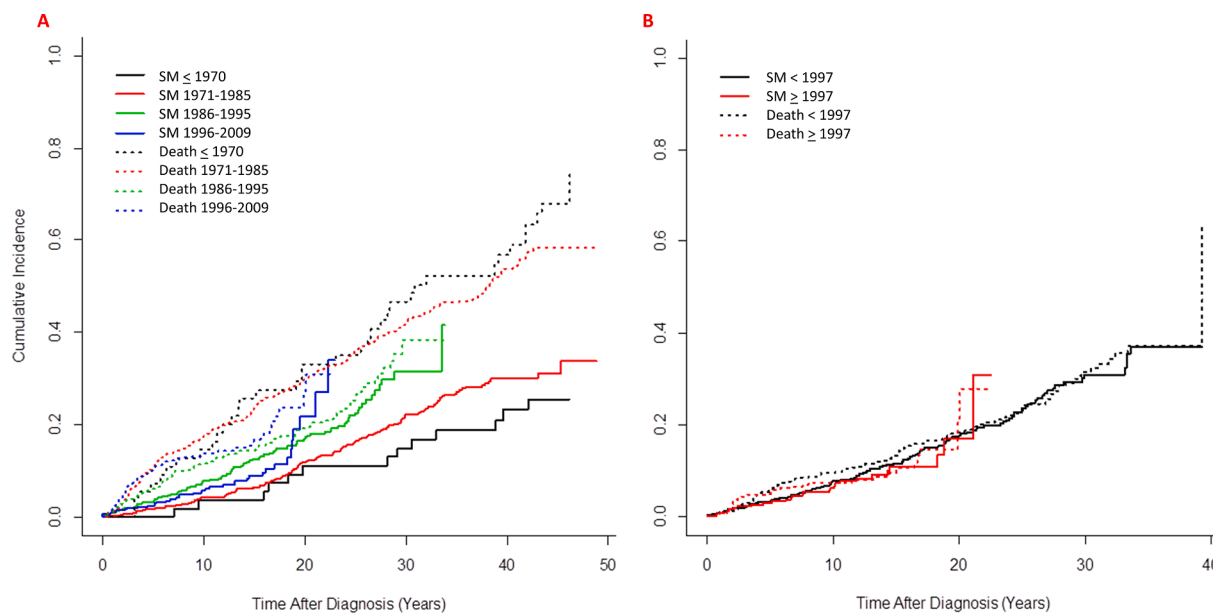 A
Cumulative Incidence
1.0
0.8
0.6
0.4
0.2
0.0
SM ≤ 1970
SM 1971-1985
SM 1986-1995
SM 1996-2009
Death ≤ 1970
Death 1971-1985
Death 1986-1995
Death 1996-2009
0 10 20 30 40 50
Time After Diagnosis (Years)
B
1.0
0.8
0.6
0.4
0.2
0.0
SM < 1997
SM ≥ 1997
Death < 1997
Death ≥ 1997
0 10 20 30 40
Time After Diagnosis (Years)